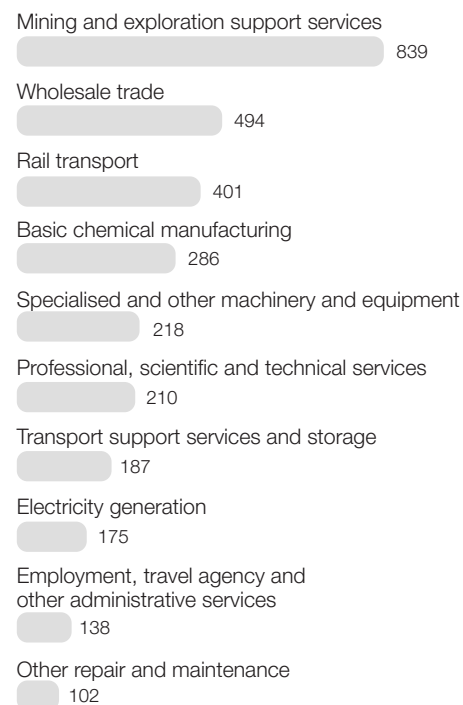 Mining and exploration support services
839
Wholesale trade
494
Rail transport
401
Basic chemical manufacturing
286
Specialised and other machinery and equipment
218
Professional, scientific and technical services
210
Transport support services and storage
187
Electricity generation
175
Employment, travel agency and
other administrative services
138
Other repair and maintenance
102